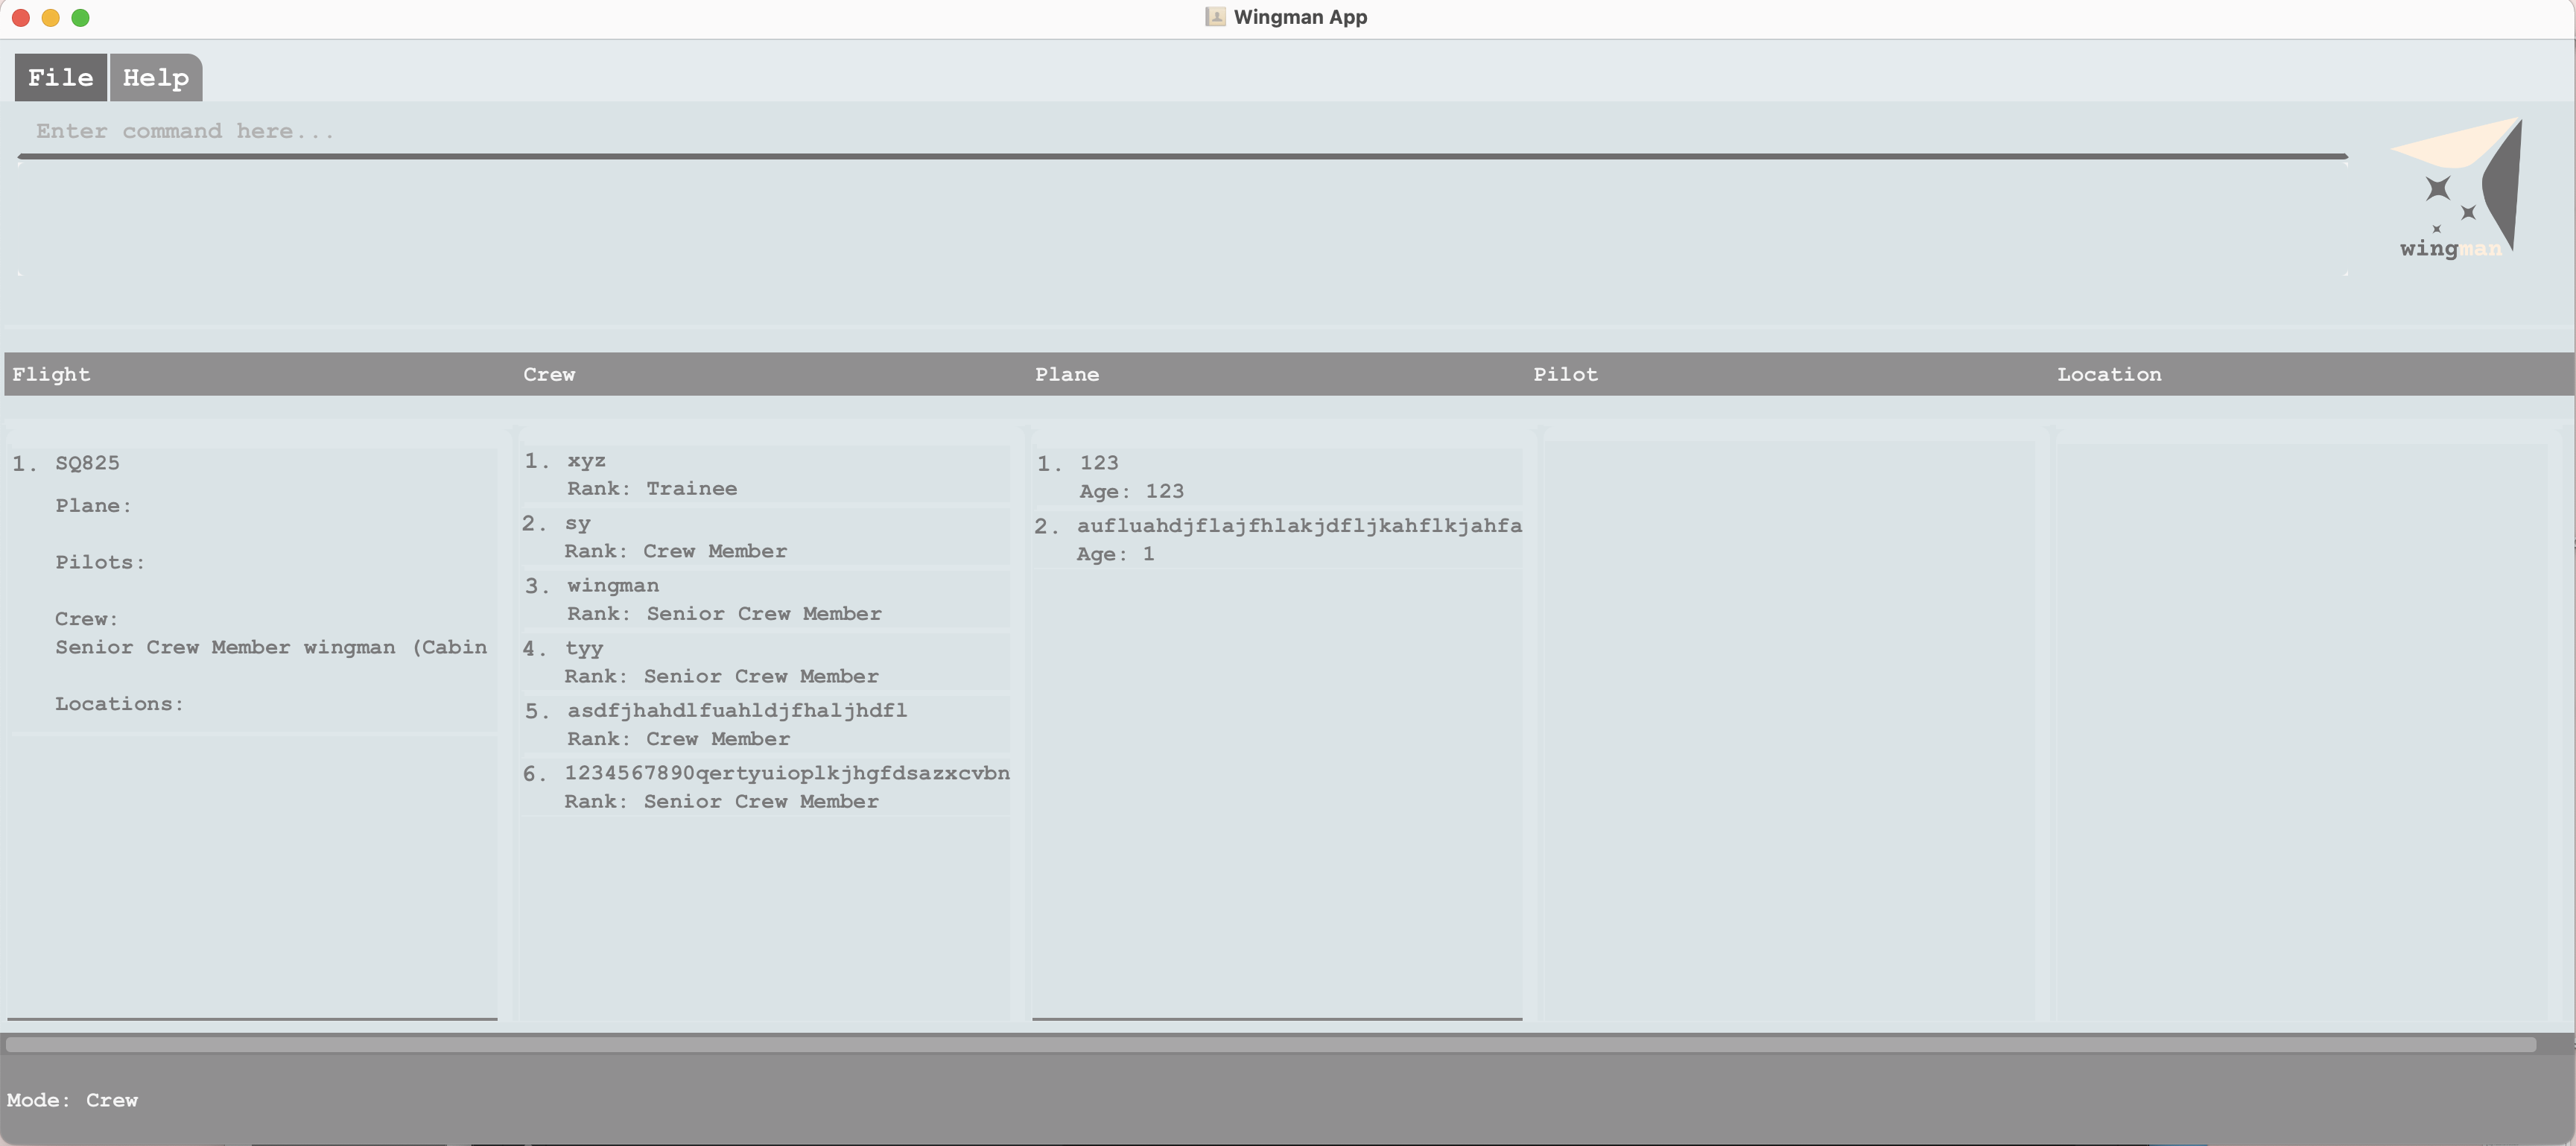 Wingman App
File Help
Enter command here...
wingman
Flight Crew Plane Pilot Location
1. SQ825
Plane:
Pilots:
Crew:
Senior Crew Member wingman (Cabin
Locations:
1. xyz
Rank: Trainee
2. sy
Rank: Crew Member
3. wingman
Rank: Senior Crew Member
4. tyy
Rank: Senior Crew Member
5. asdfjhahdlfuahldjfhaljhdfl
Rank: Crew Member
6. 1234567890qertyuioplkjhgfdsazxcvbn
Rank: Senior Crew Member
1. 123
Age: 123
2. aufluahdjflajfhlakjdfljkahflkjahfa
Age: 1
Mode: Crew